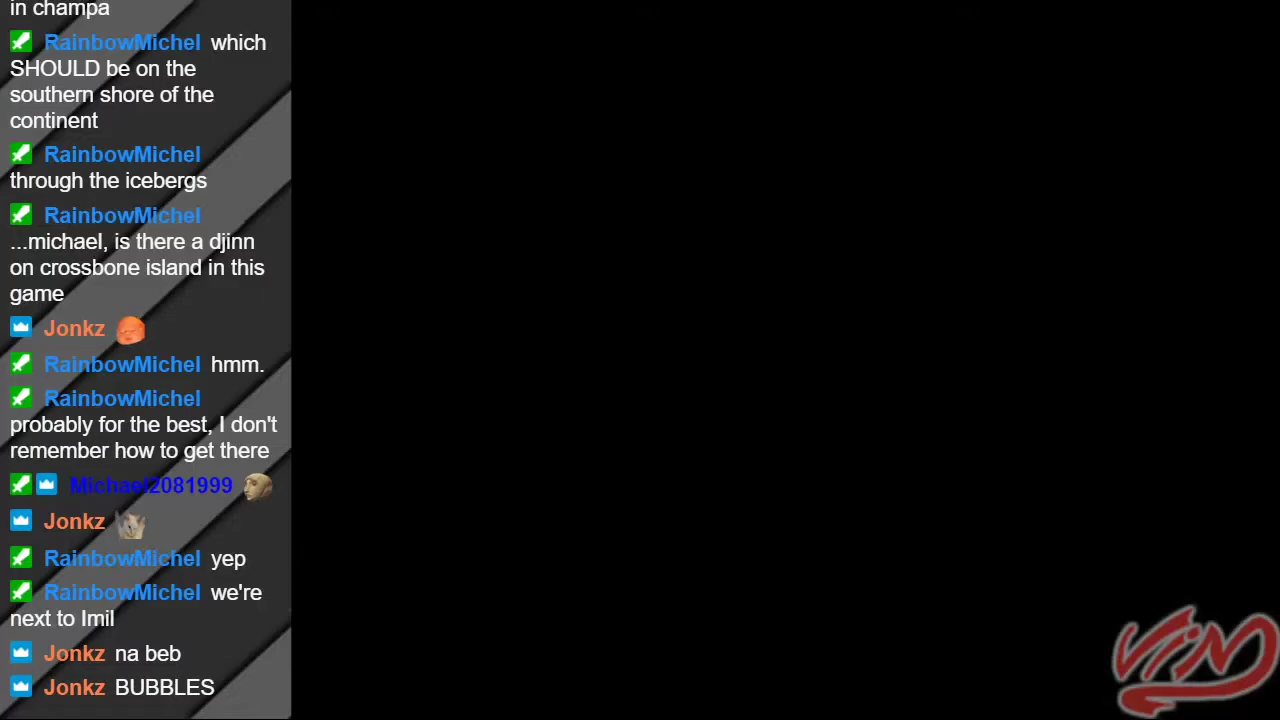 in champa
RainbowMichel which
SHOULD be on the
southern shore of the
continent
RainbowMichel
through the icebergs
RainbowMichel
...michael, is there a djinn
on crossbone island in this
game
Jonkz
RainbowMichel hmm.
RainbowMichel
probably for the best, I don't
remember how to get there
Michael2081999
Jonkz
RainbowMichel yep
RainbowMichel we're
next to Imil
Jonkz na beb
Jonkz BUBBLES